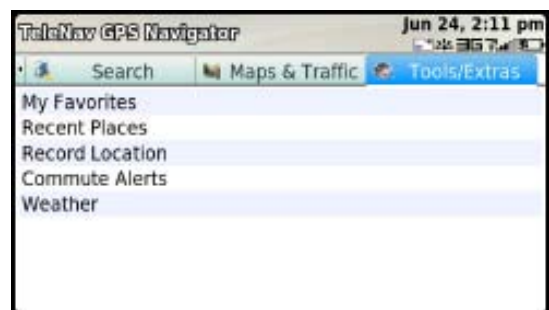 TeleNav GPS Navigator
Jun 24, 2:11 pm
3G
Search
Maps & Traffic
Tools/Extras
My Favorites
Recent Places
Record Location
Commute Alerts
Weather